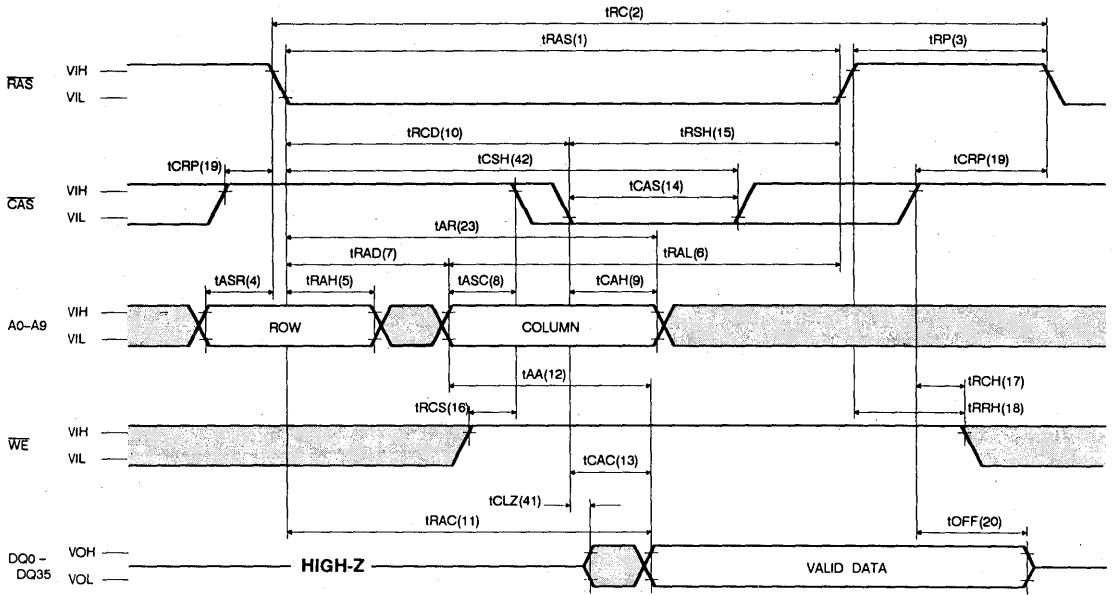 tRC(2)
tRAS(1)
tRP(3)
RAS
VIH
VIL
tRCD(10)
tRSH(15)
tCRP(19)
tCSH(42)
tCRP(19)
CAS
VIH
VIL
tCAS(14)
tAR(23)
tRAD(7)
tRAL(6)
tASR(4)
tRAH(5)
tASC(8)
tCAH(9)
A0–A9
VIH
VIL
ROW
COLUMN
tAA(12)
tRCH(17)
tRCS(16)
tRRH(18)
WE
VIH
VIL
tCAC(13)
tCLZ(41)
tRAC(11)
tOFF(20)
DQ0 –
DQ35
VOH
VOL
HIGH-Z
VALID DATA